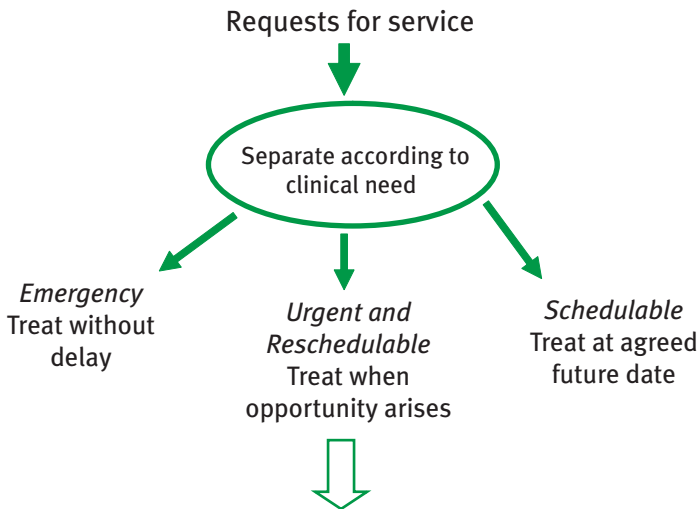 Requests for service
Separate according to
clinical need
Emergency
Treat without
delay
Urgent and
Reschedulable
Treat when
opportunity arises
Schedulable
Treat at agreed
future date